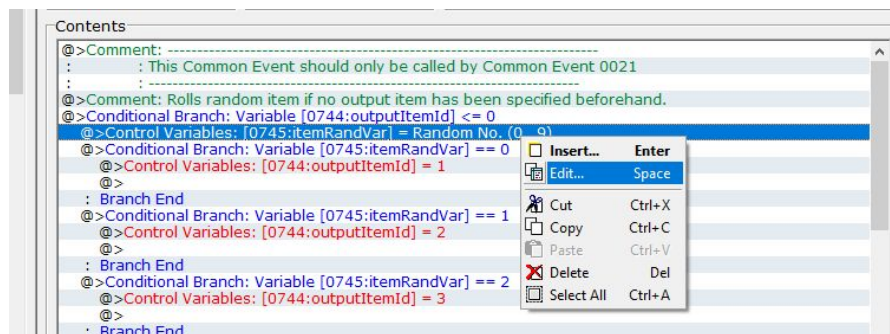 Contents
@>Comment: ------------------------------------------------------------------------
: : This Common Event should only be called by Common Event 0021
: : ------------------------------------------------------------------------
@>Comment: Rolls random item if no output item has been specified beforehand.
@>Conditional Branch: Variable [0744:outputItemId] <= 0
@>Control Variables: [0745:itemRandVar] = Random No. (0...9)
@>Conditional Branch: Variable [0745:itemRandVar] == 0
@>Control Variables: [0744:outputItemId] = 1
@>
: Branch End
@>Conditional Branch: Variable [0745:itemRandVar] == 1
@>Control Variables: [0744:outputItemId] = 2
@>
: Branch End
@>Conditional Branch: Variable [0745:itemRandVar] == 2
@>Control Variables: [0744:outputItemId] = 3
@>
: Branch End
Insert... Enter
Edit... Space
Cut Ctrl+X
Copy Ctrl+C
Paste Ctrl+V
Delete Del
Select All Ctrl+A